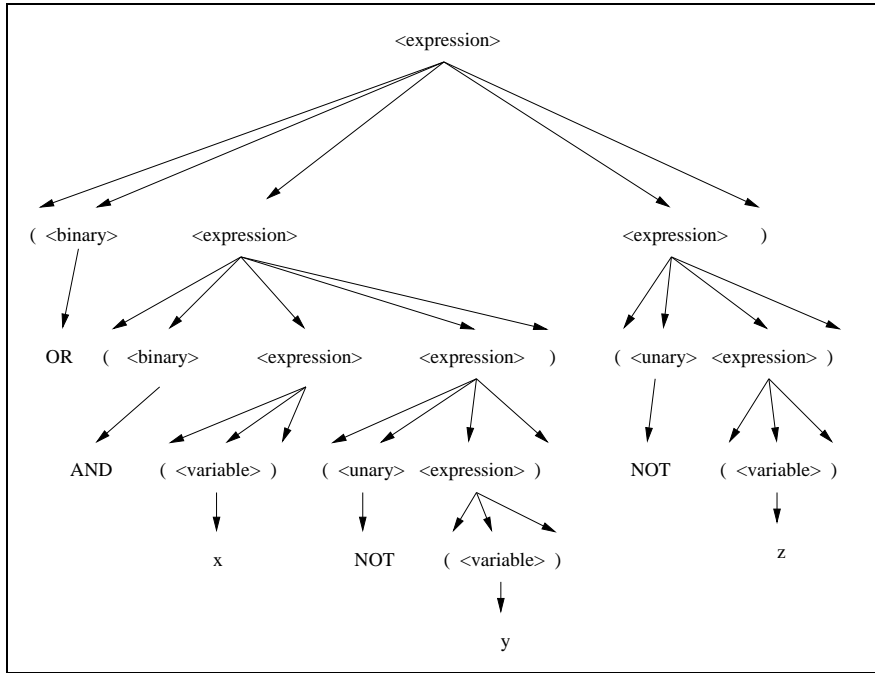 <expression>
( <binary> <expression> <expression> )
OR ( <binary> <expression> <expression> ) ( <unary> <expression> )
AND ( <variable> ) ( <unary> <expression> ) NOT ( <variable> )
x NOT ( <variable> ) z
y